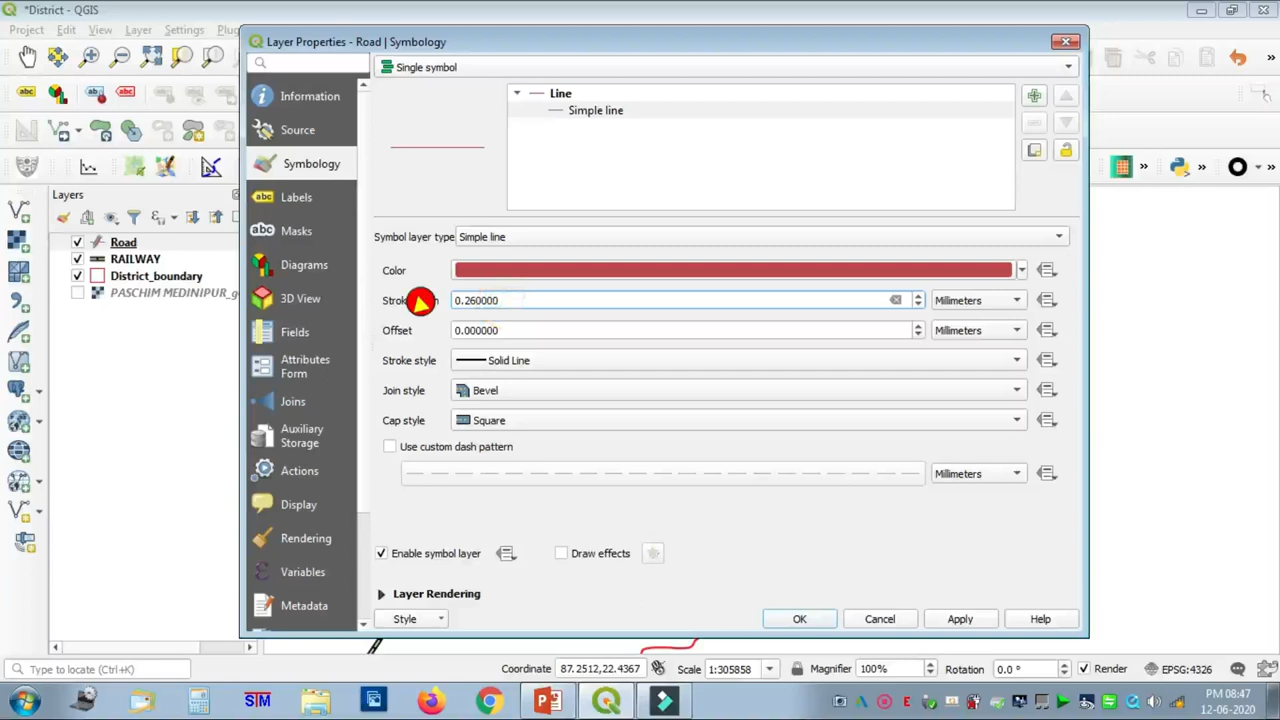 *District - QGIS
Project Edit View Layer Settings
Layer Properties - Road | Symbology
Single symbol
Information
Source
Symbology
Labels
Masks
Diagrams
3D View
Fields
Attributes
Form
Joins
Auxiliary
Storage
Actions
Display
Rendering
Variables
Metadata
Line
Simple line
Symbol layer type Simple line
Color
0.260000 Millimeters
Offset 0.000000 Millimeters
Stroke style Solid Line
Join style Bevel
Cap style Square
Use custom dash pattern
Millimeters
Enable symbol layer Draw effects
Layer Rendering
Style OK Cancel Apply Help
Layers
Road
RAILWAY
District_boundary
Type to locate (Ctrl+K) Coordinate 87.2512,22.4367 Scale 1:305858 Magnifier 100% Rotation 0.0 ° Render EPSG:4326
PM 08:47
12-06-2020